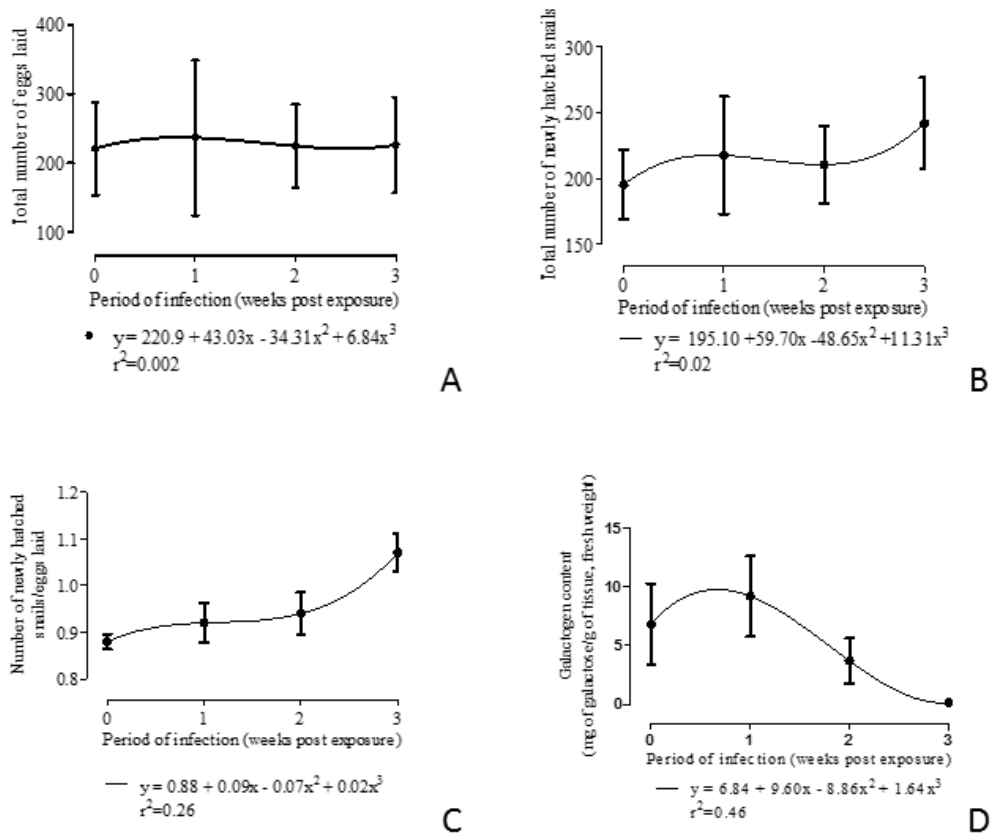 Total number of eggs laid
400
300
200
100
0 1 2 3
Period of infection (weeks post exposure)
y= 220.9 + 43.03x - 34.31x² + 6.84x³
r²=0.002
A
Total number of newly hatched snails
300
250
200
150
0 1 2 3
Period of infection (weeks post exposure)
y= 195.10 +59.70x -48.65x² +11.31x³
r²=0.02
B
Number of newly hatched
snails/eggs laid
1.2
1.1
1.0
0.9
0.8
0 1 2 3
Period of infection (weeks post exposure)
y= 0.88 + 0.09x - 0.07x² + 0.02x³
r²=0.26
C
Galactogen content
(mg of galactose/g of tissue, fresh weight)
15
10
5
0
0 1 2 3
Period of infection (weeks post exposure)
y = 6.84 + 9.60x - 8.86x² + 1.64x³
r²=0.46
D